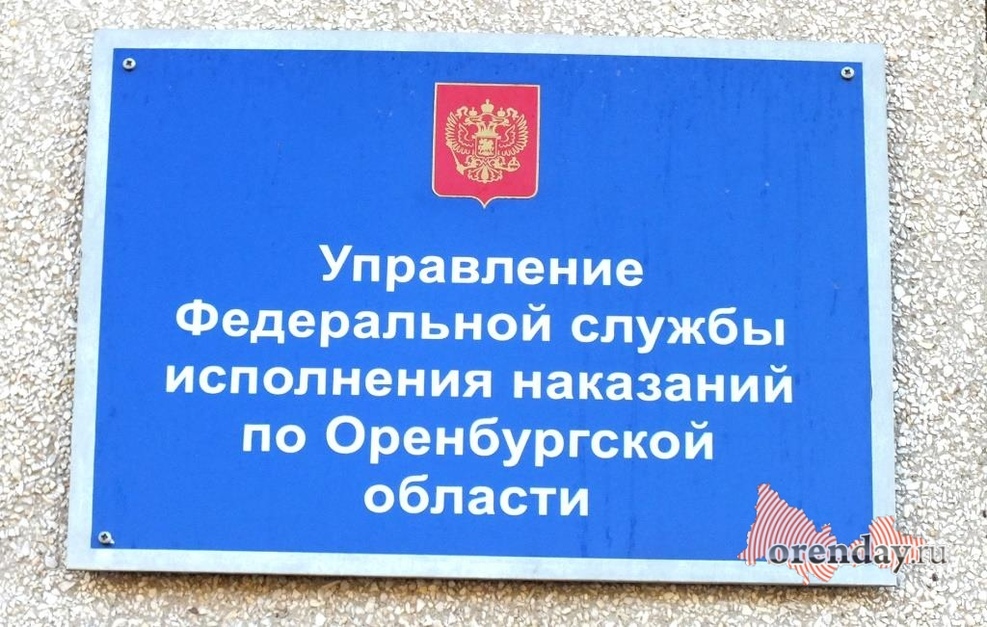 Управление
Федеральной службы
исполнения наказаний
по Оренбургской
области
orenday.ru